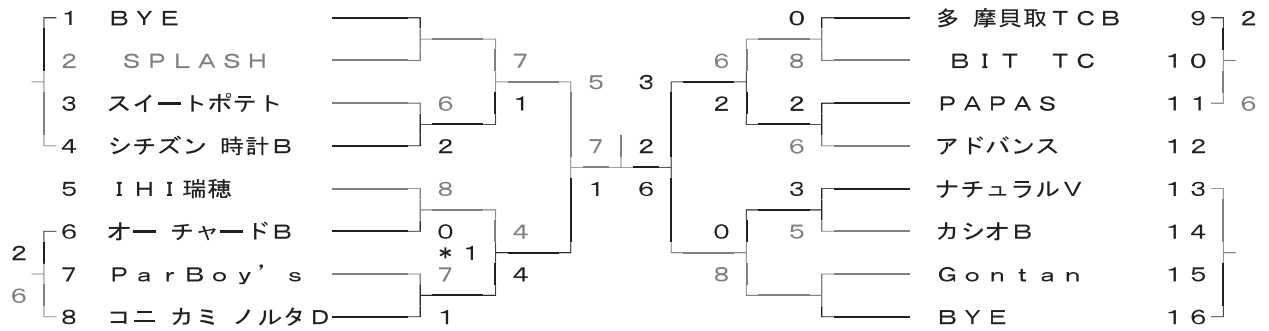 1 BYE 0 多 摩貝取TCB 9 2
2 SPLASH 7 6 8 BIT TC 10
5 3
3 スイートポテト 6 1 2 2 PAPAS 11 6
4 シチズン 時計B 2 7 2 6 アドバンス 12
5 IHI瑞穂 8 1 6 3 ナチュラルV 13
6 オー チャードB 0 4 0 5 カシオB 14
2 * 1
7 ParBoy's 7 4 8 Gontan 15
6
8 コニ カミ ノルタD 1 BYE 16